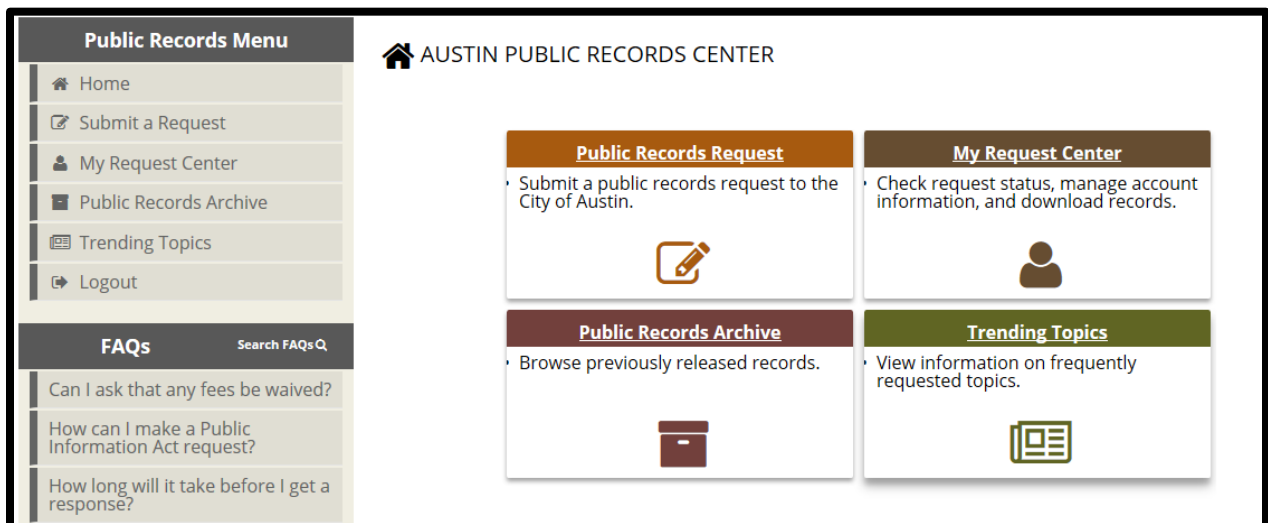 Public Records Menu
Home
Submit a Request
My Request Center
Public Records Archive
Trending Topics
Logout
FAQs
Search FAQs
Can I ask that any fees be waived?
How can I make a Public
Information Act request?
How long will it take before I get a
response?
AUSTIN PUBLIC RECORDS CENTER
Public Records Request
Submit a public records request to the
City of Austin.
My Request Center
Check request status, manage account
information, and download records.
Public Records Archive
Browse previously released records.
Trending Topics
View information on frequently
requested topics.